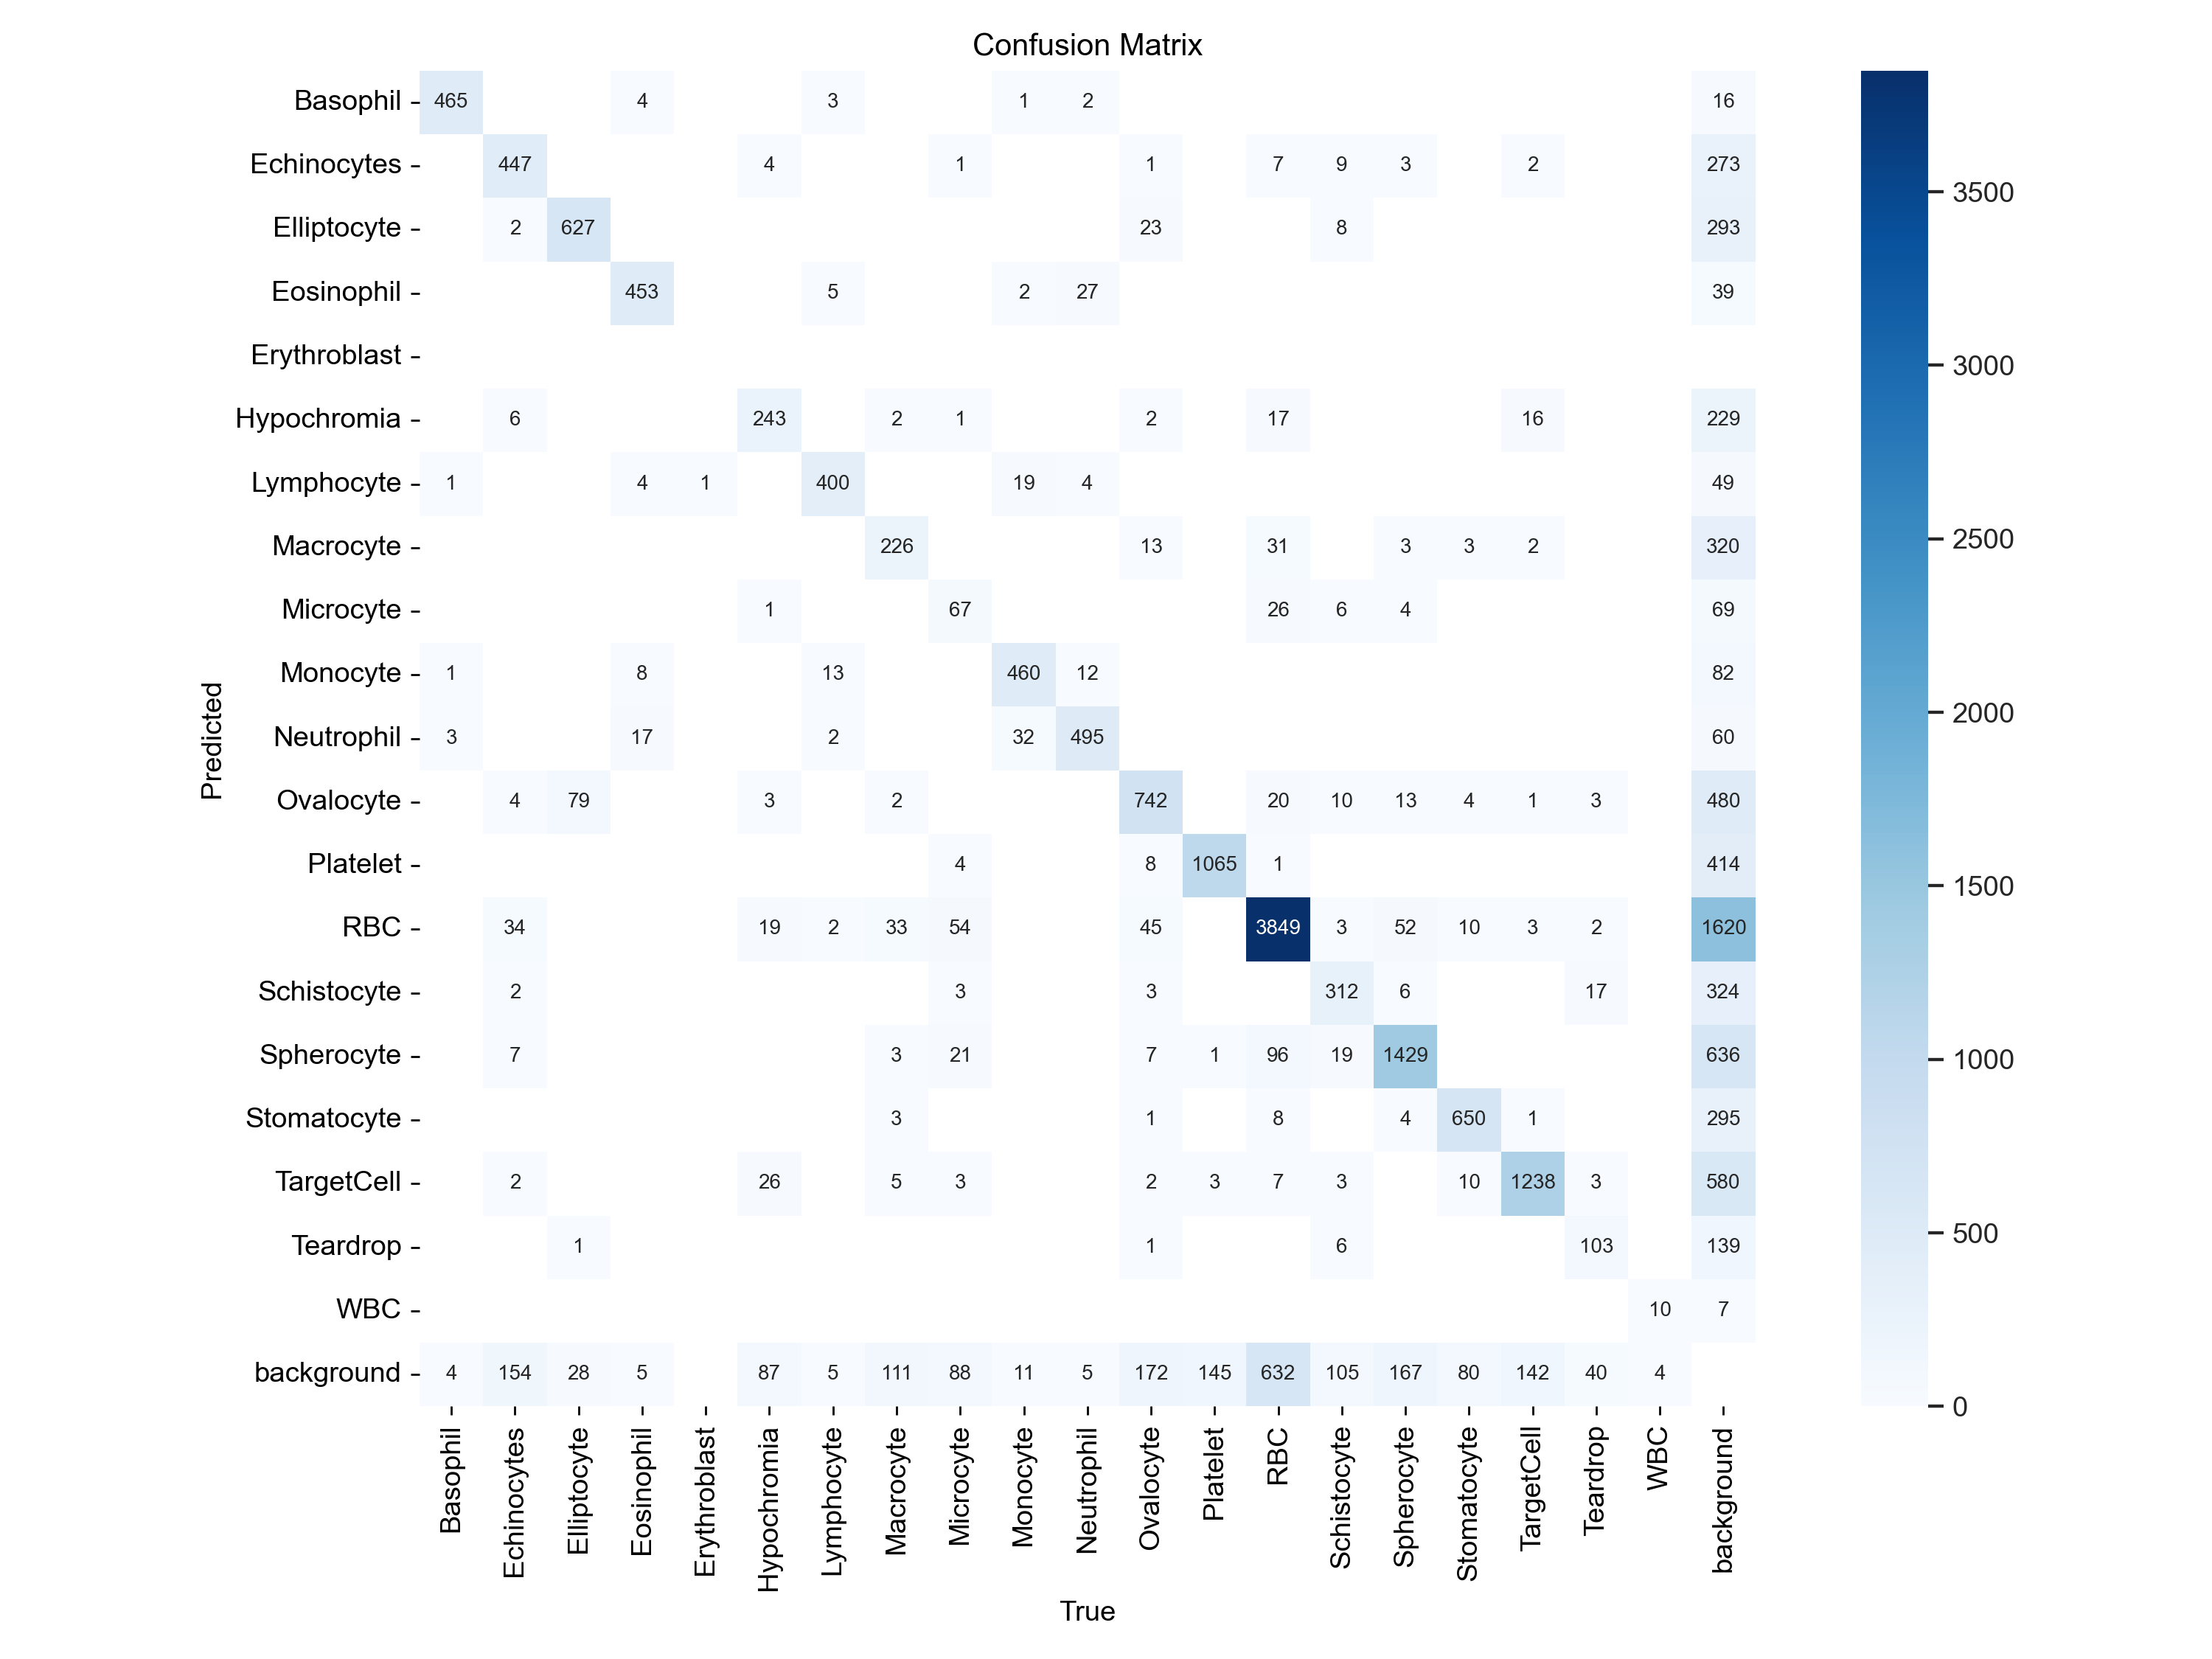 Confusion Matrix
Basophil 465 4 3 1 2 16
Echinocytes 447 4 1 1 7 9 3 2 273
Elliptocyte 2 627 23 8 293
Eosinophil 453 5 2 27 39
Erythroblast
Hypochromia 6 243 2 1 2 17 16 229
Lymphocyte 1 4 1 400 19 4 49
Macrocyte 226 13 31 3 3 2 320
Microcyte 1 67 26 6 4 69
Monocyte 1 8 13 460 12 82
Neutrophil 3 17 2 32 495 60
Ovalocyte 4 79 3 2 742 20 10 13 4 1 3 480
Platelet 4 8 1065 1 414
RBC 34 19 2 33 54 45 3849 3 52 10 3 2 1620
Schistocyte 2 3 3 312 6 17 324
Spherocyte 7 3 21 7 1 96 19 1429 636
Stomatocyte 3 1 8 4 650 1 295
TargetCell 2 26 5 3 2 3 7 3 10 1238 3 580
Teardrop 1 1 6 103 139
WBC 10 7
background 4 154 28 5 87 5 111 88 11 5 172 145 632 105 167 80 142 40 4
Predicted
Basophil Echinocytes Elliptocyte Eosinophil Erythroblast Hypochromia Lymphocyte Macrocyte Microcyte Monocyte Neutrophil Ovalocyte Platelet RBC Schistocyte Spherocyte Stomatocyte TargetCell Teardrop WBC background
True
3500
3000
2500
2000
1500
1000
500
0